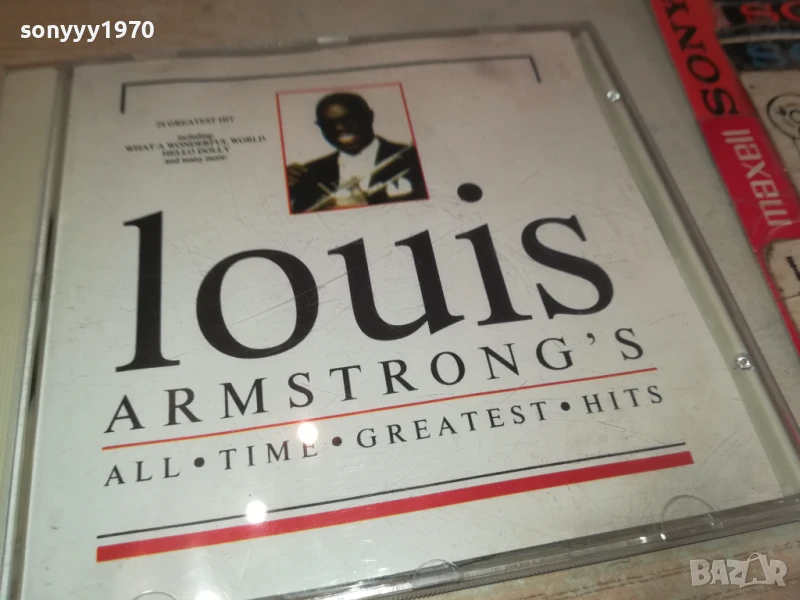 sonyyy1970
24 GREATEST HIT
including
WHAT A WONDERFUL WORLD
HELLO DOLLY
and many more
louis
ARMSTRONG'S
ALL • TIME • GREATEST • HITS
SONY
maxell
BAZAR